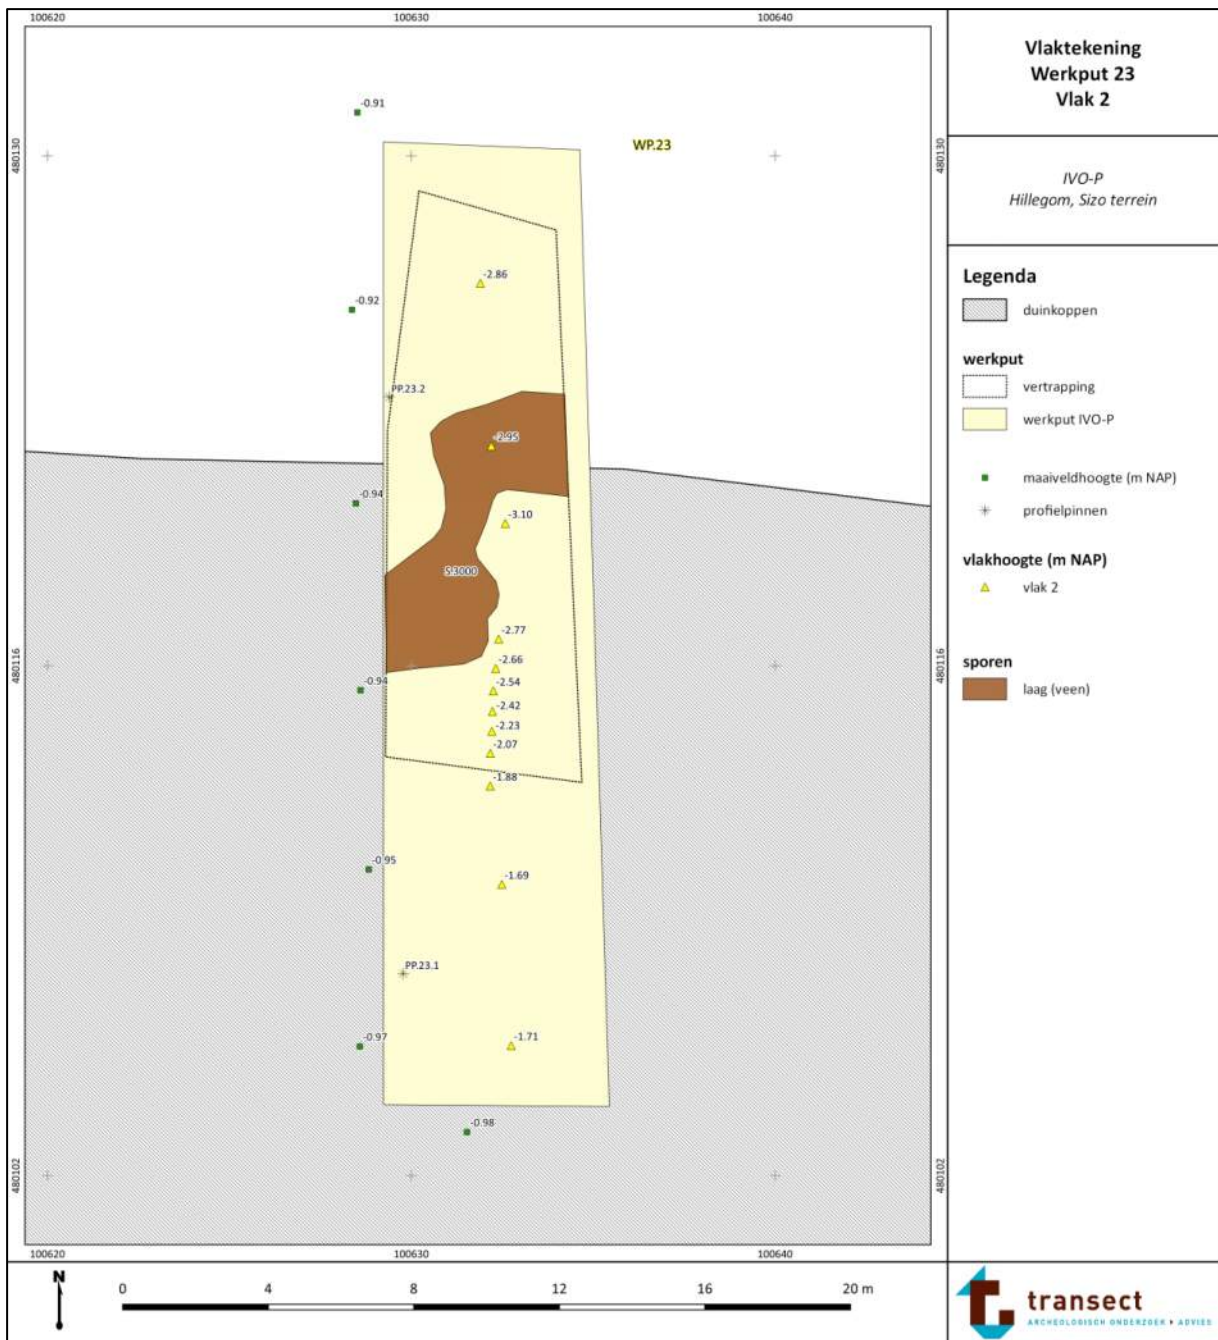 100620
100630
100640
480130
480130
480116
480116
480102
480102
100620
100630
100640
-0.91
WP.23
-2.86
-0.92
PP.23.2
-2.95
-0.94
-3.10
S.3000
-2.77
-2.66
-0.94
-2.54
-2.42
-2.23
-2.07
-1.88
-0.95
-1.69
PP.23.1
-0.97
-1.71
-0.98
Vlaktekening
Werkput 23
Vlak 2
IVO-P
Hillegom, Sizo terrein
Legenda
duinkoppen
werkput
vertrapping
werkput IVO-P
maaiveldhoogte (m NAP)
profielpinnen
vlakhoogte (m NAP)
vlak 2
sporen
laag (veen)
N
0 4 8 12 16 20 m
transect
ARCHEOLOGISCH ONDERZOEK ▸ ADVIES